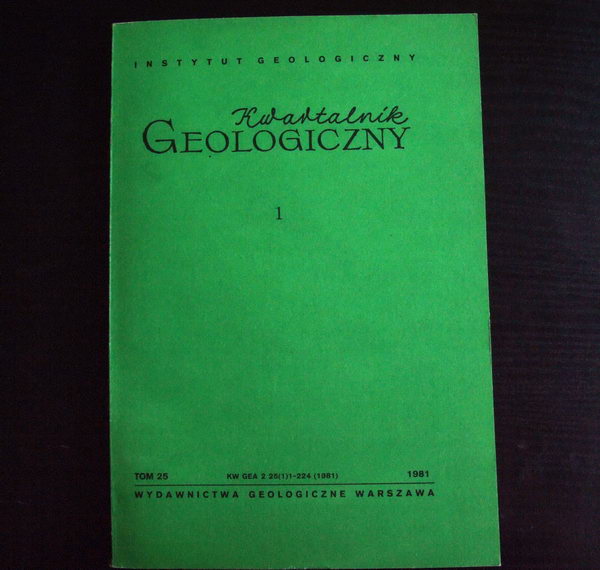 INSTYTUT GEOLOGICZNY
Kwartalnik
GEOLOGICZNY
1
TOM 25 KW GEA 2 25(1)1-224 (1981) 1981
WYDAWNICTWA GEOLOGICZNE WARSZAWA